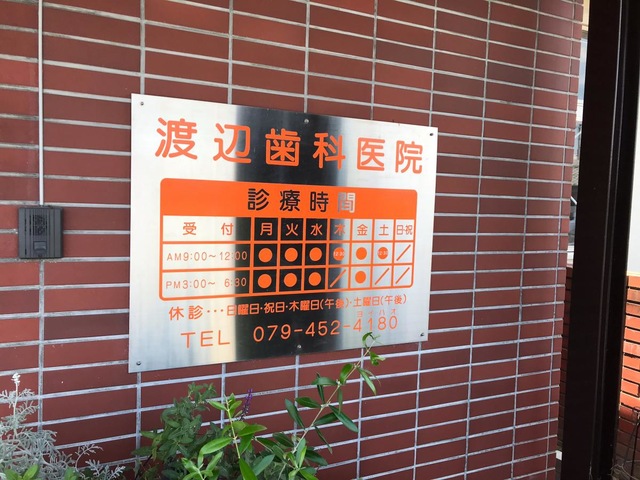 渡辺歯科医院
診療時間
受付 月 火 水 木 金 土 日祝
AM9:00～12:00 ● ● ● ● ● ／
PM3:00～6:30 ● ● ● ／ ● ／ ／
休診…日曜日・祝日・木曜日(午後)・土曜日(午後)
TEL 079-452-4180